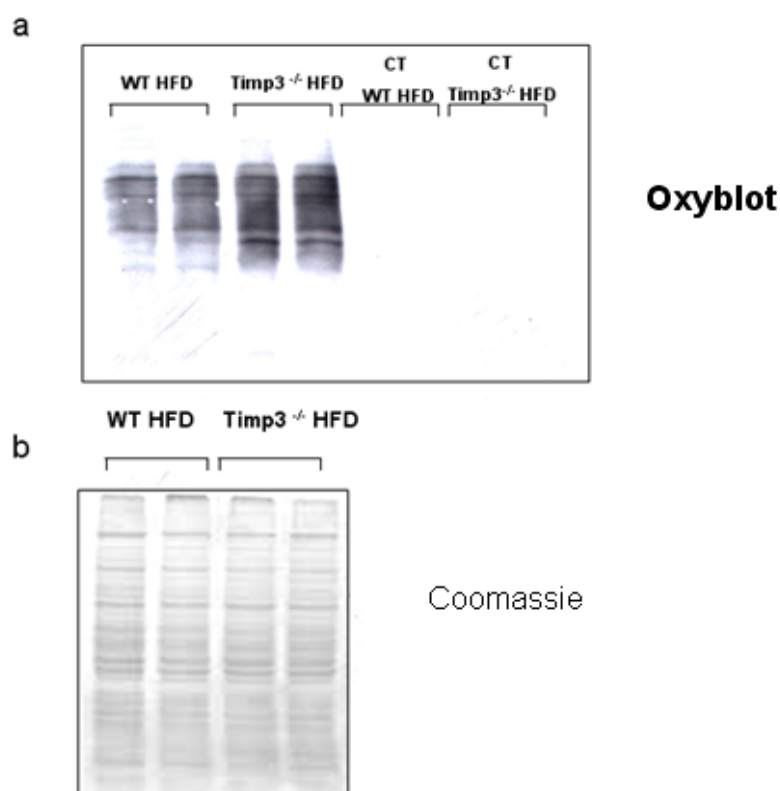 a
WT HFD
Timp3 -/- HFD
CT
WT HFD
CT
Timp3-/- HFD
Oxyblot
WT HFD
Timp3 -/- HFD
b
Coomassie